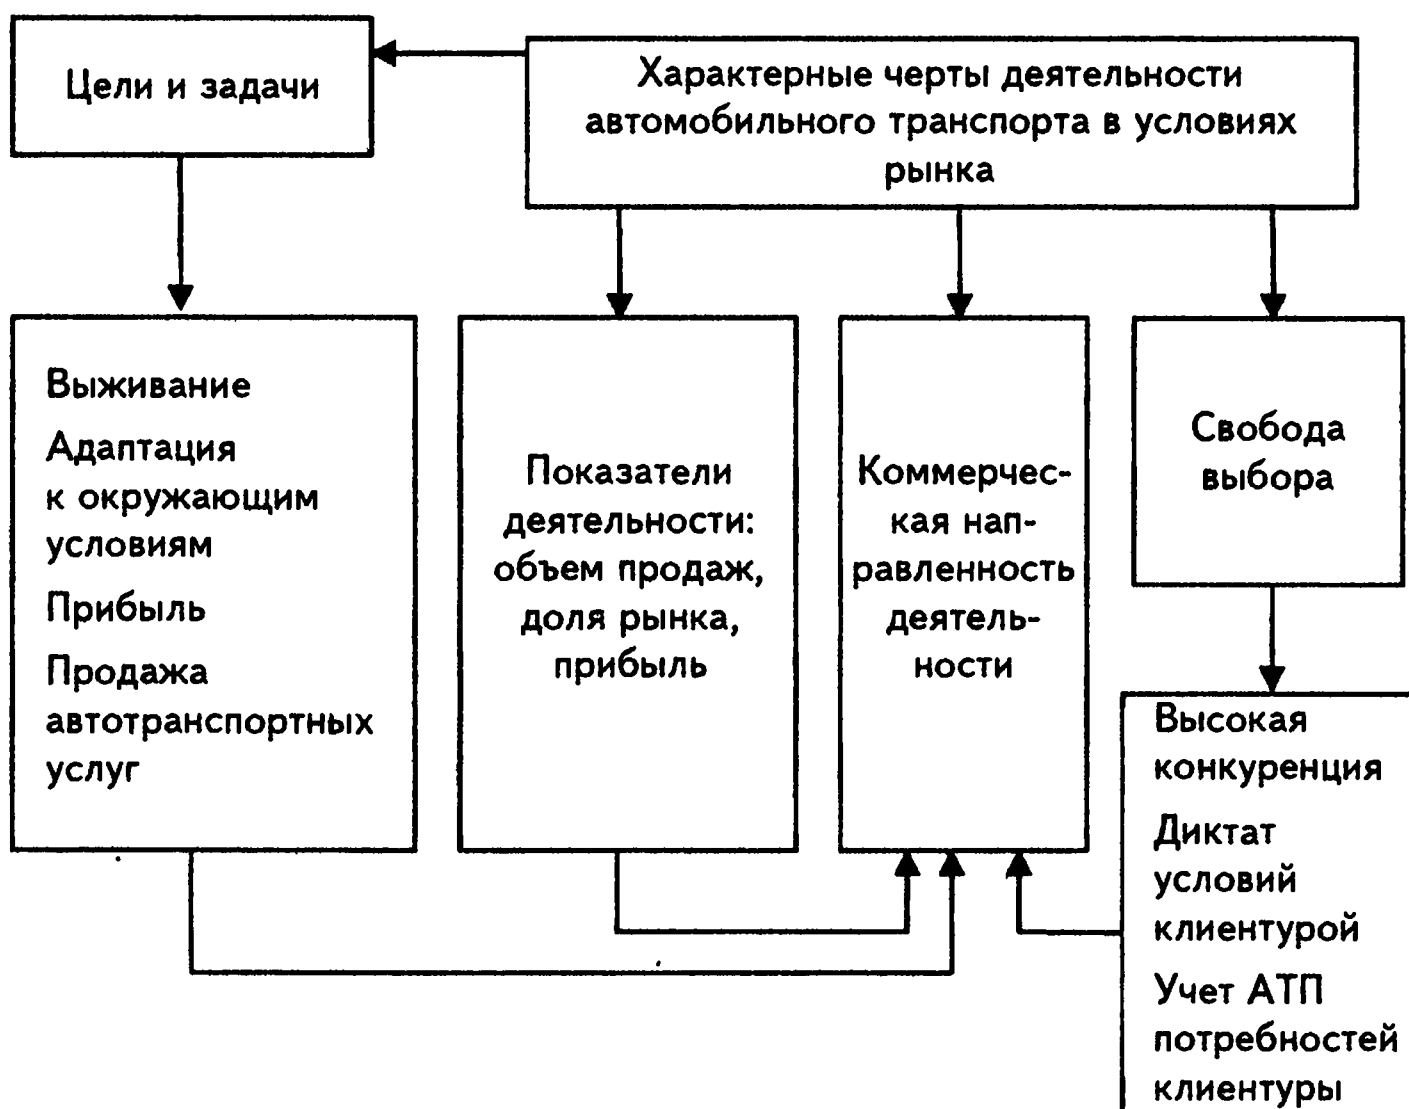 Цели и задачи
Характерные черты деятельности
автомобильного транспорта в условиях
рынка
Выживание
Адаптация
к окружающим
условиям
Прибыль
Продажа
автотранспортных
услуг
Показатели
деятельности:
объем продаж,
доля рынка,
прибыль
Коммерчес-
кая нап-
равленность
деятель-
ности
Свобода
выбора
Высокая
конкуренция
Диктат
условий
клиентурой
Учет АТП
потребностей
клиентуры